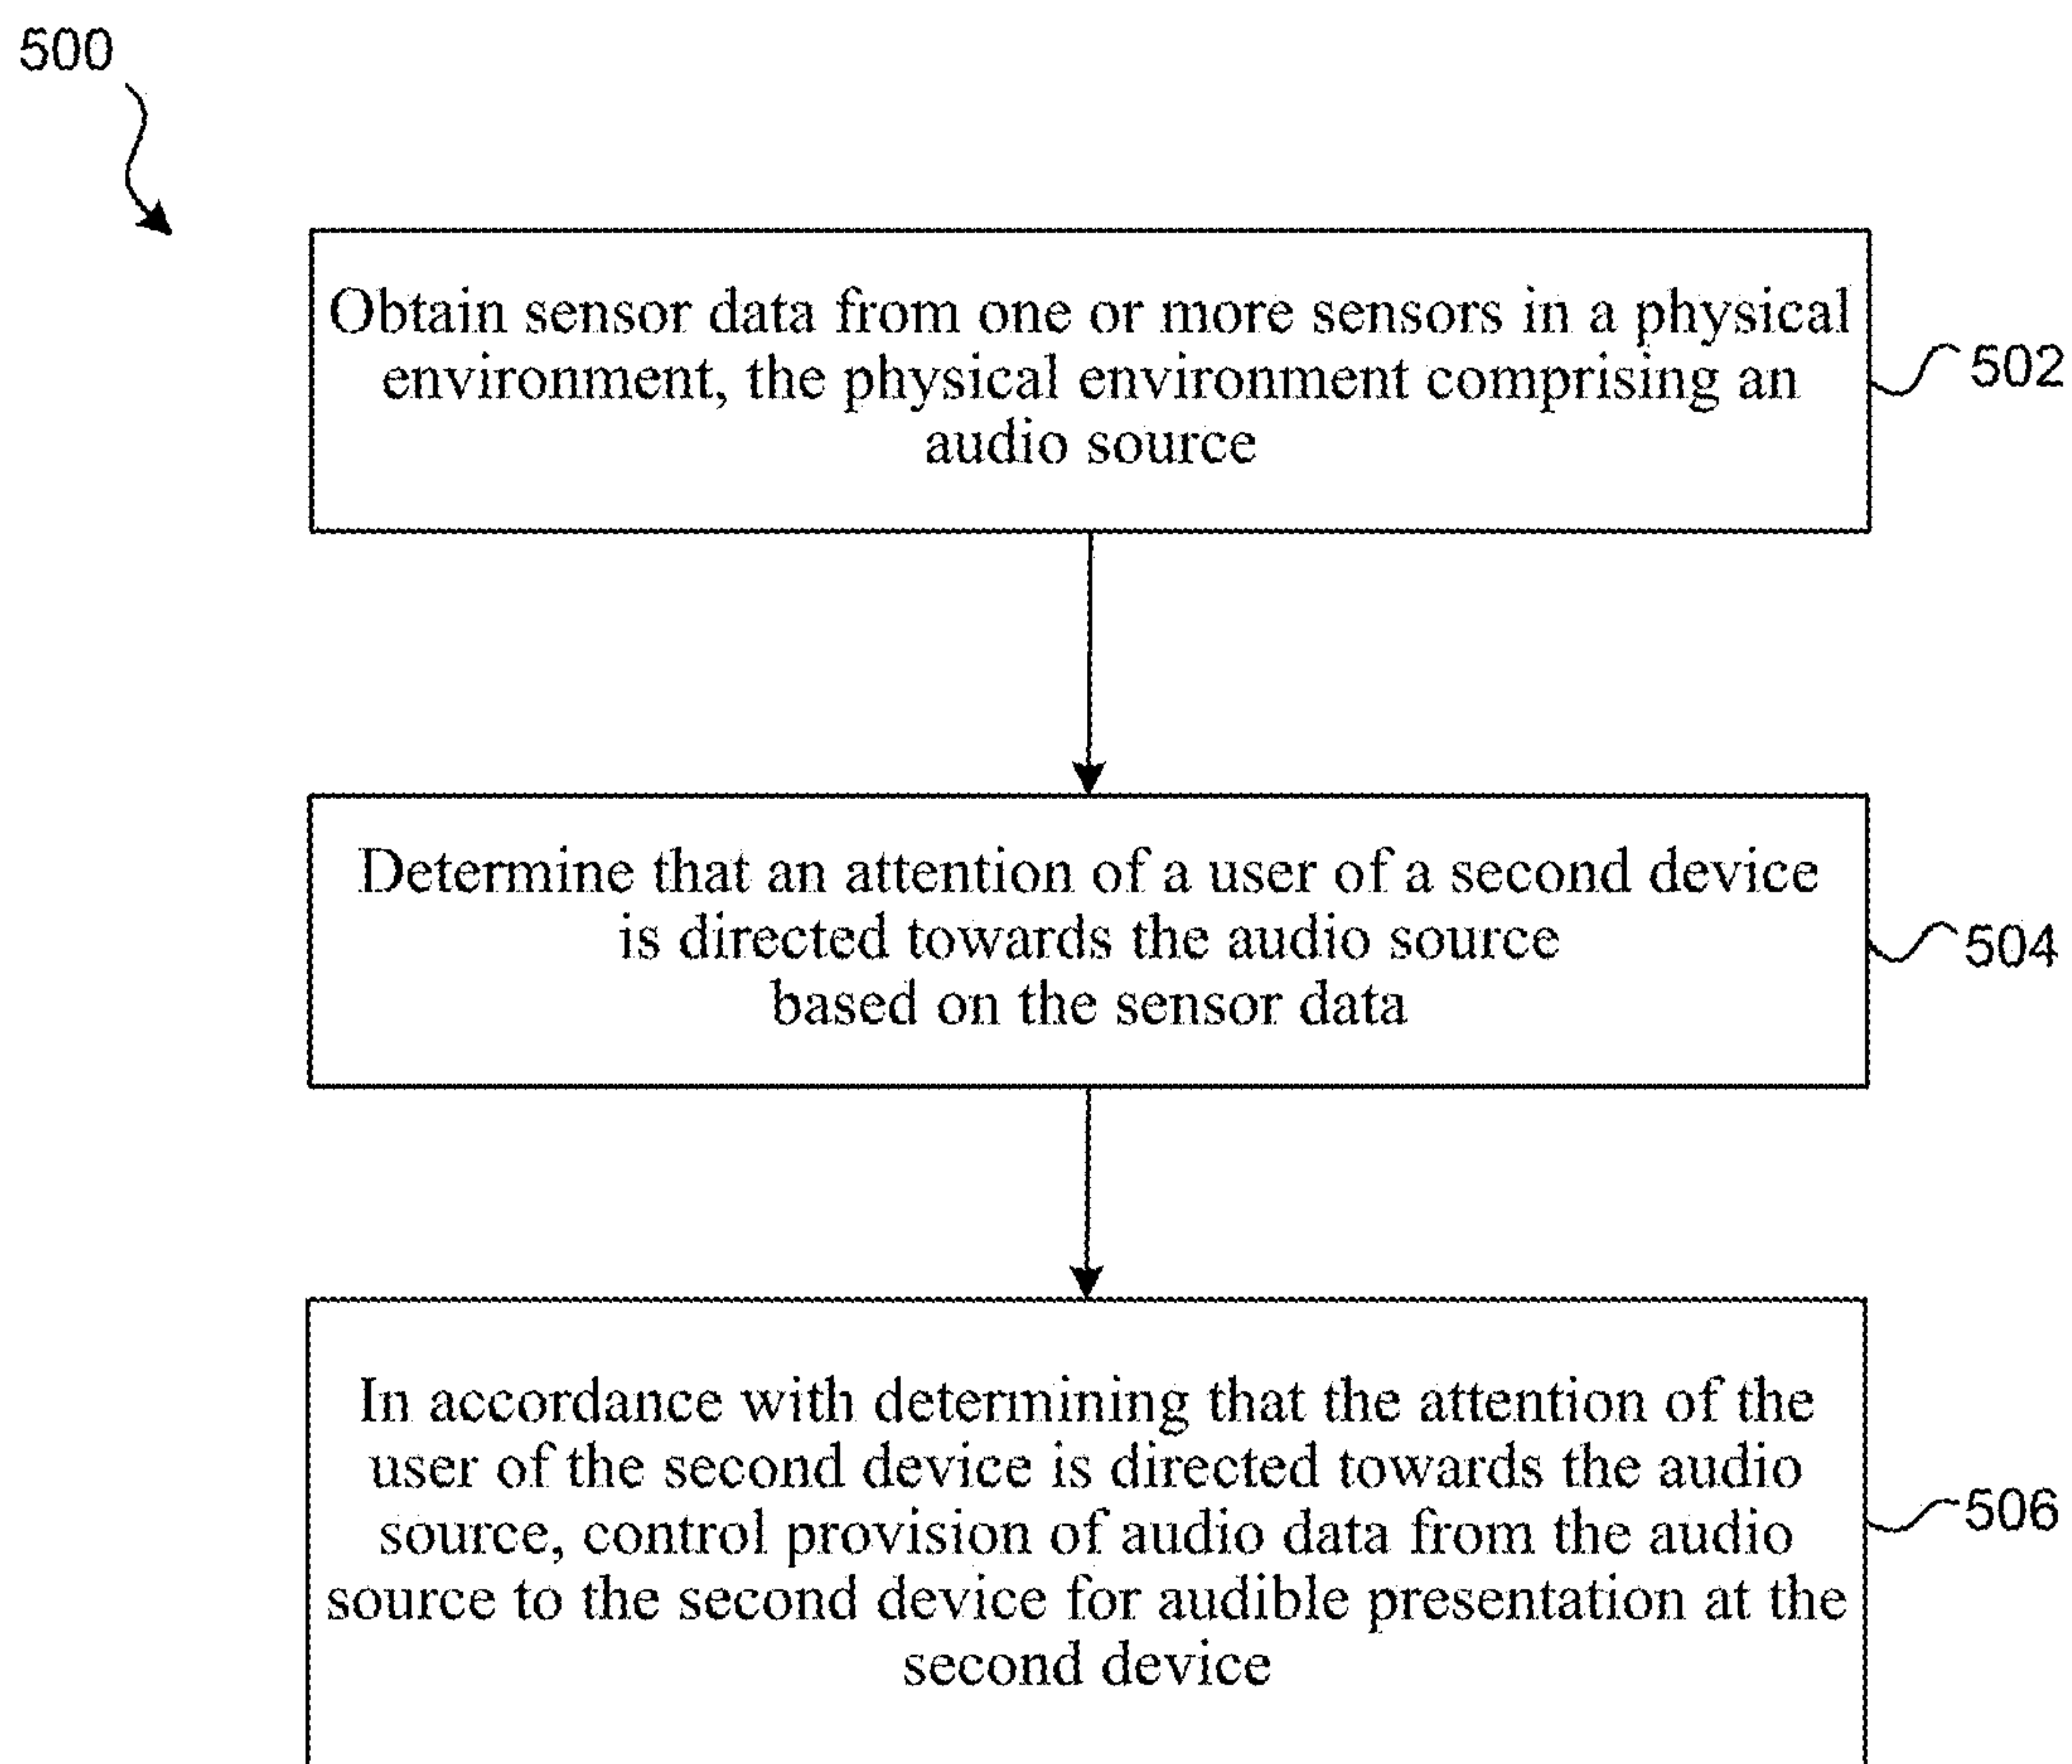 500
Obtain sensor data from one or more sensors in a physical
environment, the physical environment comprising an
audio source
502
Determine that an attention of a user of a second device
is directed towards the audio source
based on the sensor data
504
In accordance with determining that the attention of the
user of the second device is directed towards the audio
source, control provision of audio data from the audio
source to the second device for audible presentation at the
second device
506